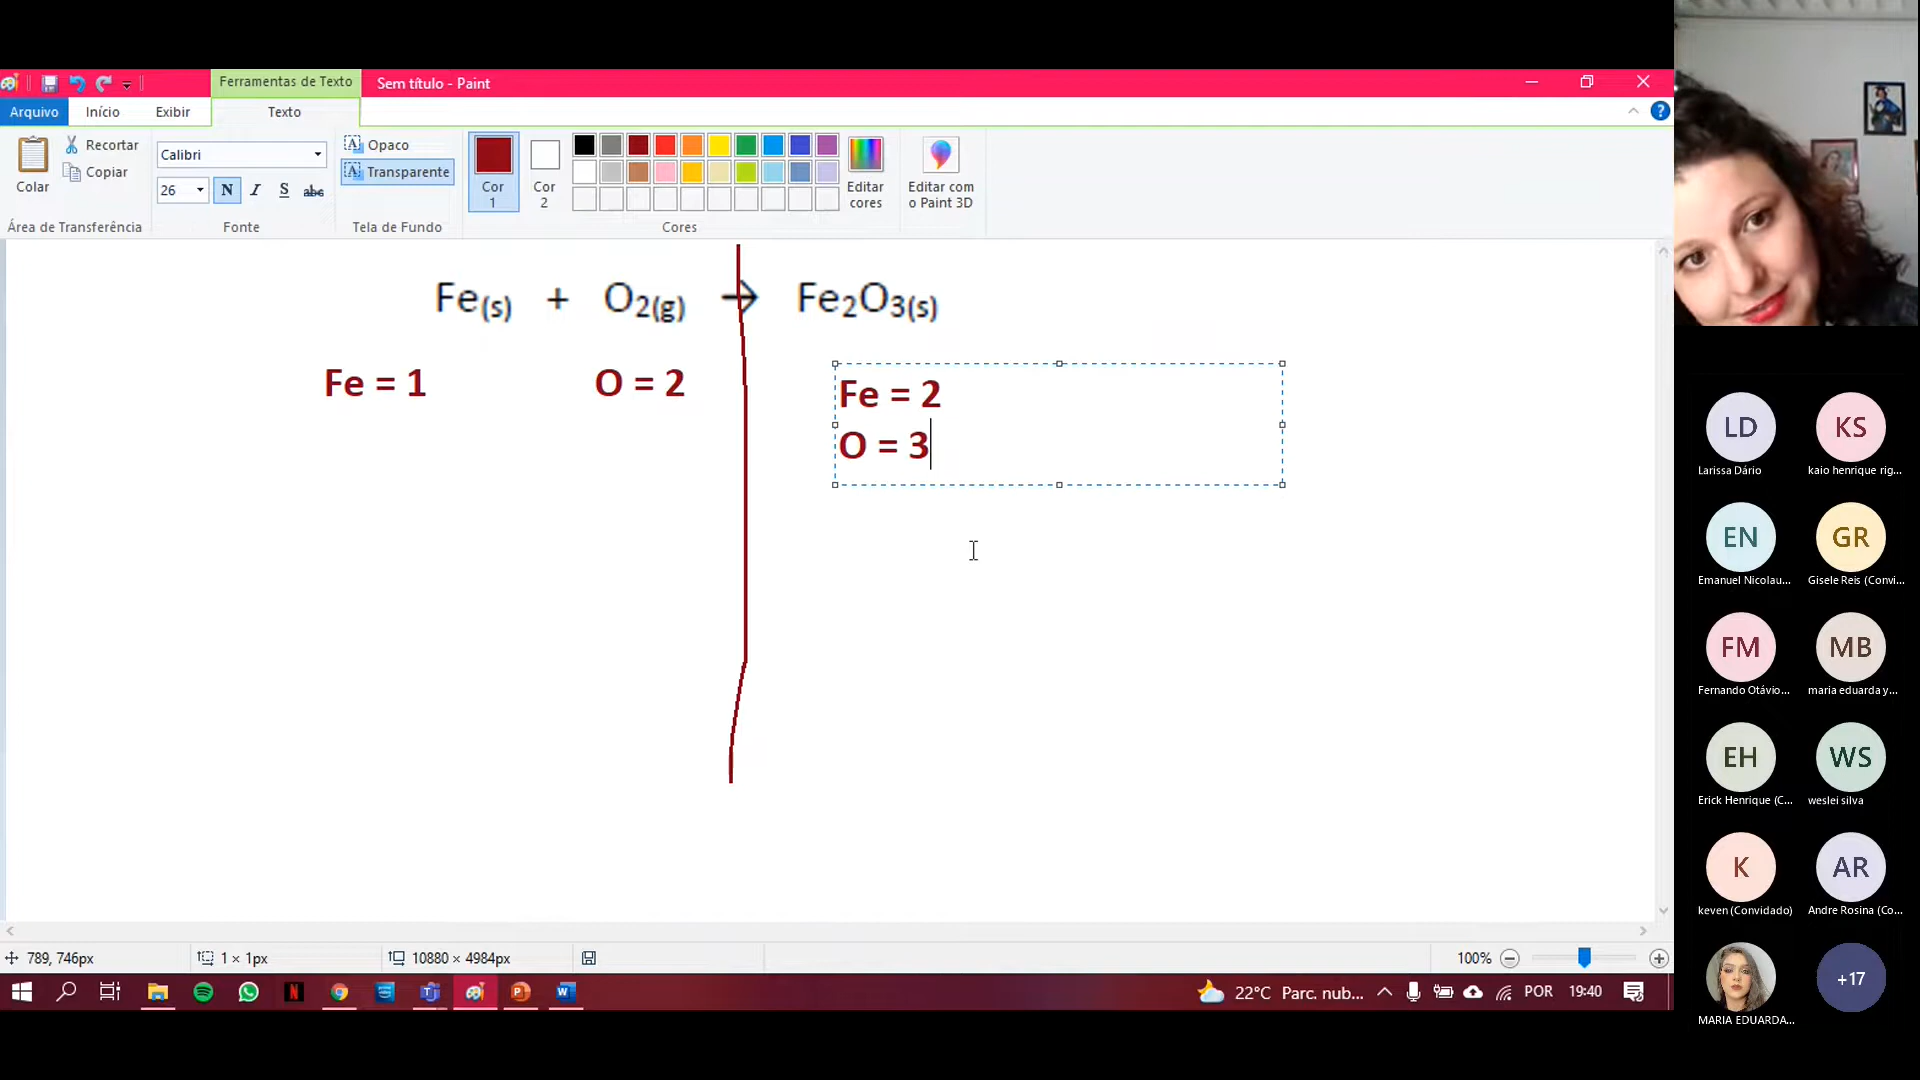 Ferramentas de Texto
Sem título - Paint
Arquivo
Início
Exibir
Texto
Colar
Recortar
Copiar
Área de Transferência
Calibri
26
N
I
S
abc
Fonte
Opaco
Transparente
Tela de Fundo
Cor
1
Cor
2
Cores
Editar
cores
Editar com
o Paint 3D
Fe(s) + O2(g) → Fe2O3(s)
Fe = 1
O = 2
Fe = 2
O = 3
789, 746px
1 × 1px
10880 × 4984px
100%
22°C Parc. nub...
POR
19:40
LD
Larissa Dário
KS
kaio henrique rig...
EN
Emanuel Nicolau...
GR
Gisele Reis (Convi...
FM
Fernando Otávio...
MB
maria eduarda y...
EH
Erick Henrique (C...
WS
weslei silva
K
keven (Convidado)
AR
Andre Rosina (Co...
MARIA EDUARDA...
+17